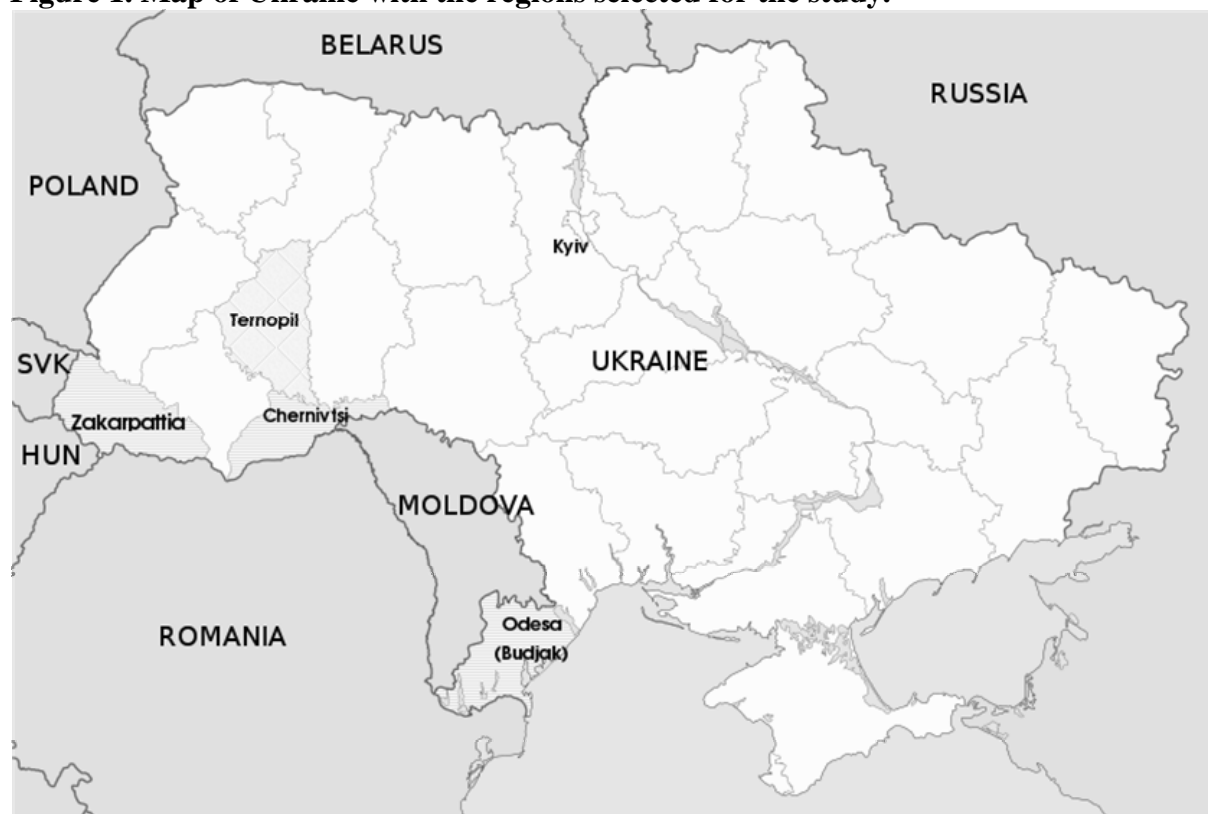 Figure 1. Map of Ukraine with the regions selected for the study.
BELARUS
RUSSIA
POLAND
Kyiv
Ternopil
SVK
UKRAINE
Zakarpattia
Chernivtsi
HUN
MOLDOVA
ROMANIA
Odesa
(Budjak)